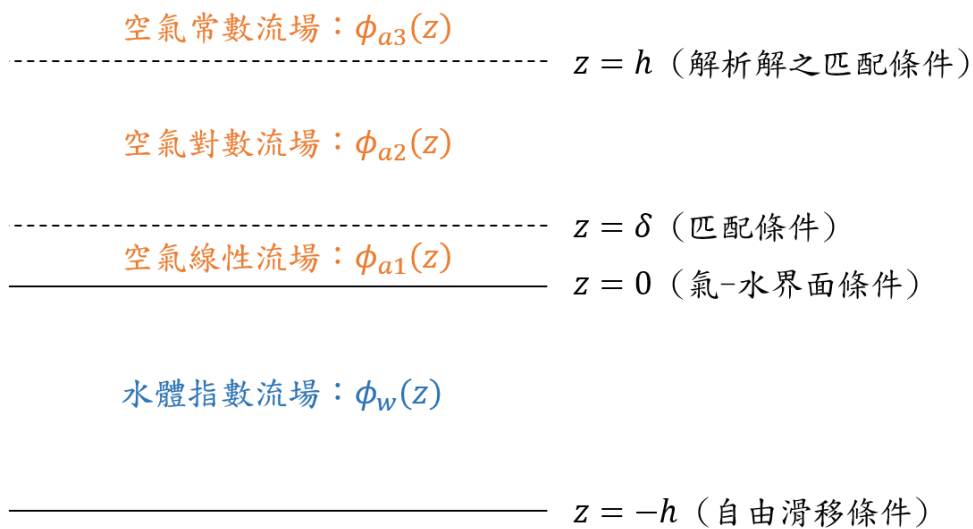 空氣常數流場：ϕₐ₃(z)
z = h（解析解之匹配條件）
空氣對數流場：ϕₐ₂(z)
z = δ（匹配條件）
空氣線性流場：ϕₐ₁(z)
z = 0（氣-水界面條件）
水體指數流場：ϕ_w(z)
z = −h（自由滑移條件）